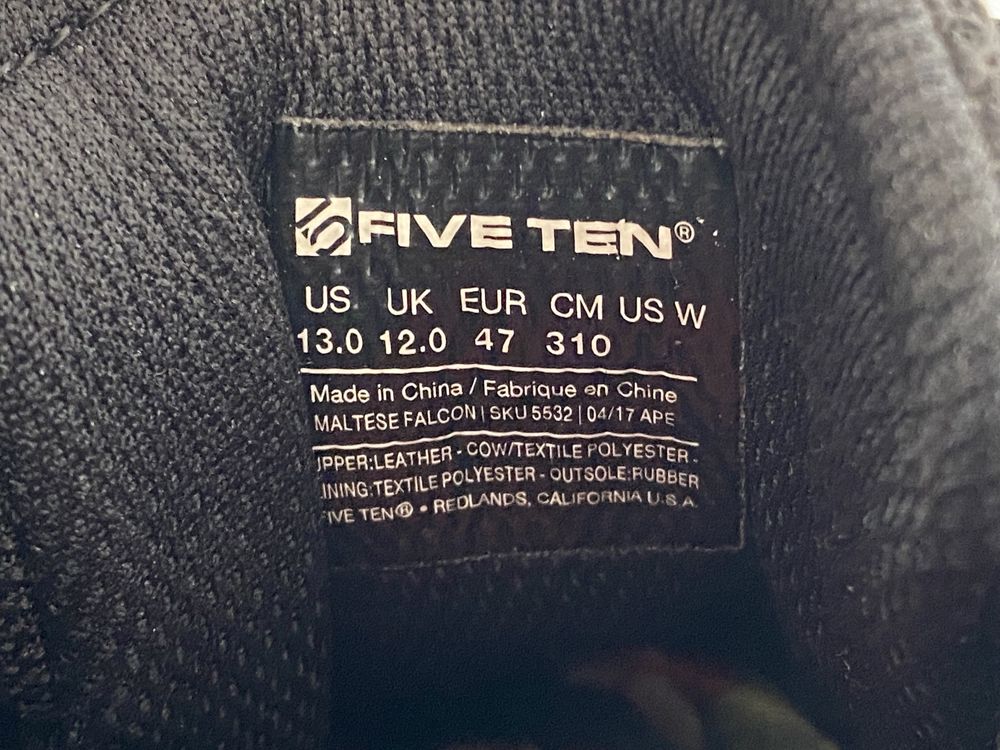 FIVE TEN®
US UK EUR CM US W
13.0 12.0 47 310 -
Made in China / Fabrique en Chine
MALTESE FALCON | SKU 5532 | 04/17 APE
UPPER:LEATHER - COW/TEXTILE POLYESTER -
LINING:TEXTILE POLYESTER - OUTSOLE:RUBBER
FIVE TEN® • REDLANDS, CALIFORNIA U.S.A.